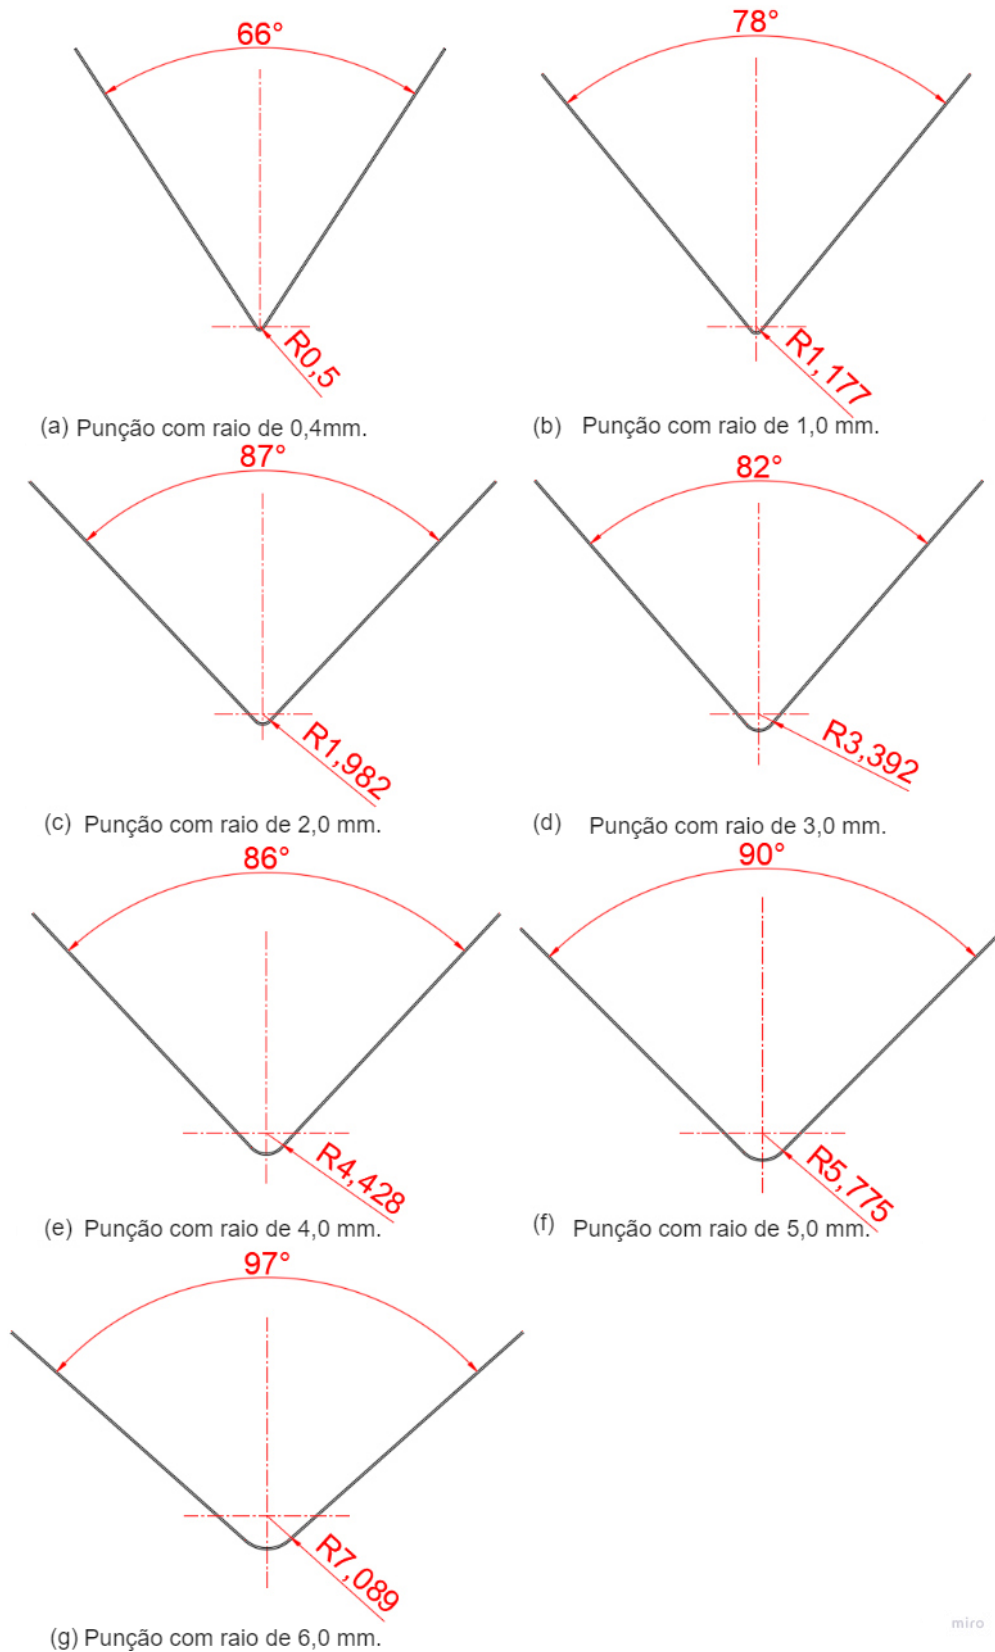 66°
78°
R0,5
R1,177
(a) Punção com raio de 0,4mm.
(b) Punção com raio de 1,0 mm.
87°
82°
R1,982
R3,392
(c) Punção com raio de 2,0 mm.
(d) Punção com raio de 3,0 mm.
86°
90°
R4,428
R5,775
(e) Punção com raio de 4,0 mm.
(f) Punção com raio de 5,0 mm.
97°
R7,089
(g) Punção com raio de 6,0 mm.
miro